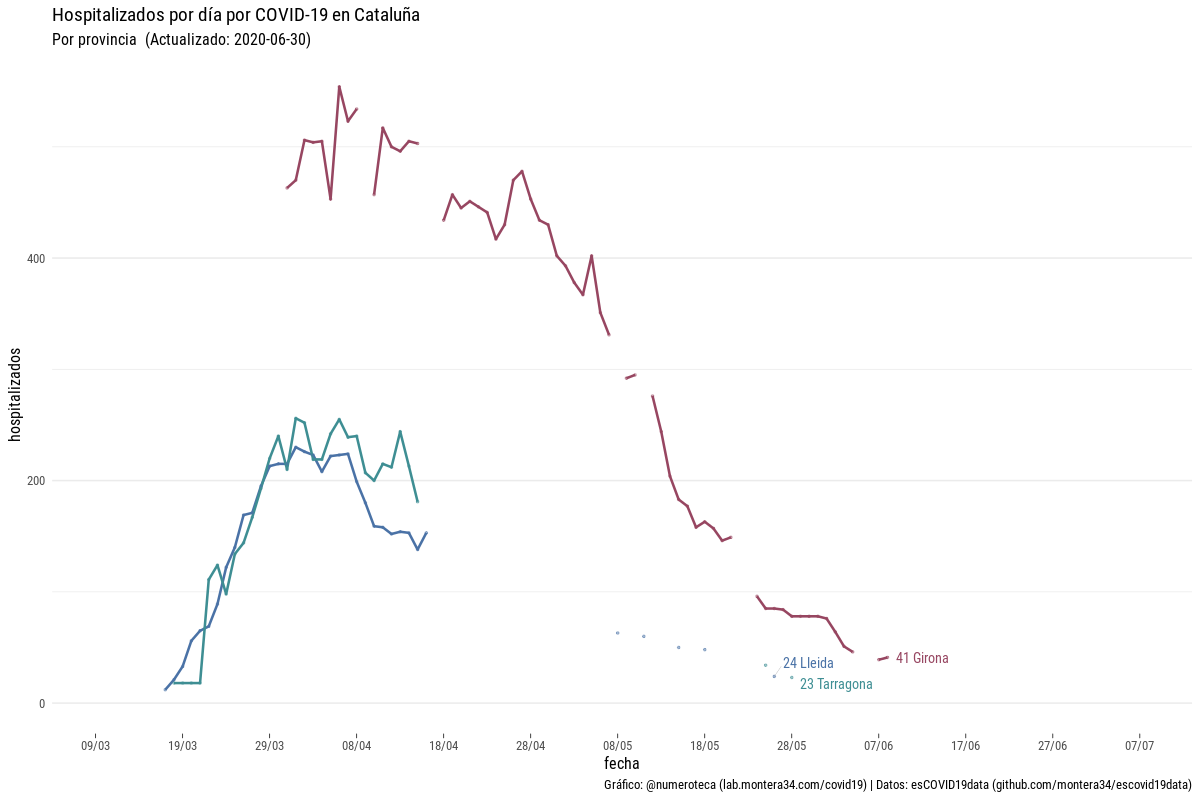 Hospitalizados por día por COVID-19 en Cataluña
Por provincia  (Actualizado: 2020-06-30)
hospitalizados
400
200
0
24 Lleida
41 Girona
23 Tarragona
09/03
19/03
29/03
08/04
18/04
28/04
08/05
18/05
28/05
07/06
17/06
27/06
07/07
fecha
Gráfico: @numeroteca (lab.montera34.com/covid19) | Datos: esCOVID19data (github.com/montera34/escovid19data)